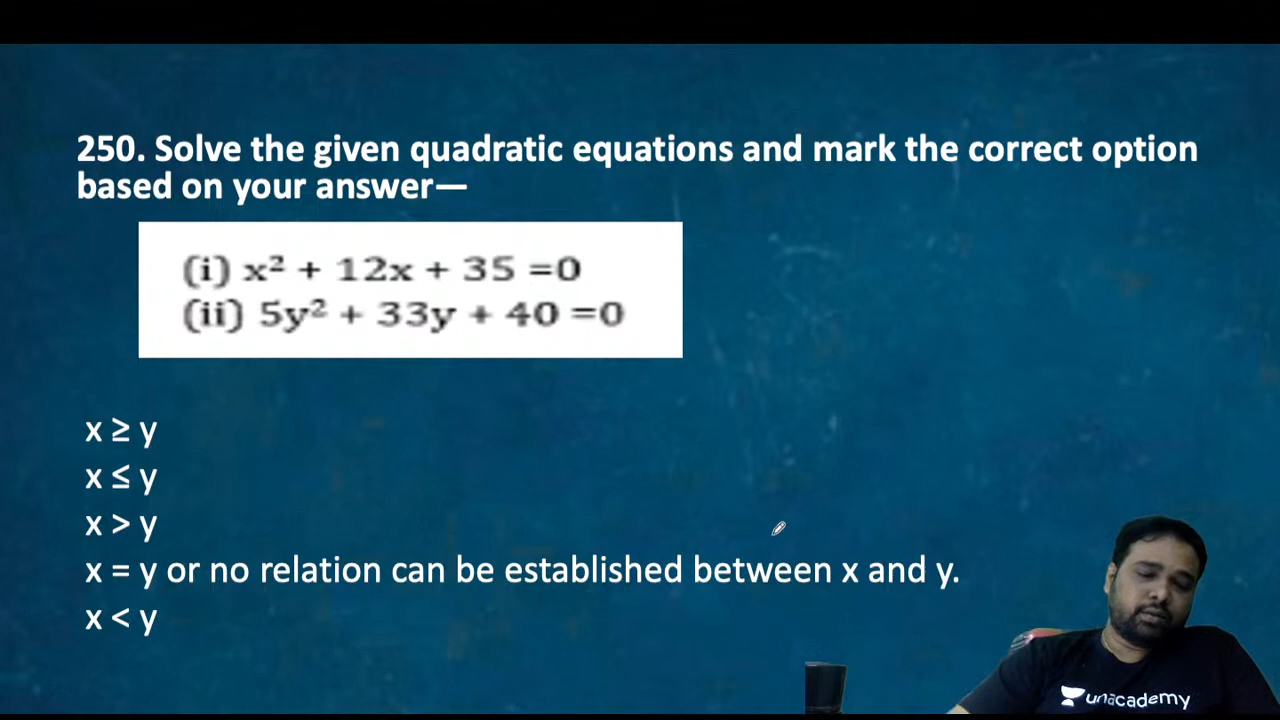 250. Solve the given quadratic equations and mark the correct option
based on your answer—
(i) x² + 12x + 35 =0
(ii) 5y² + 33y + 40 =0
x ≥ y
x ≤ y
x > y
x = y or no relation can be established between x and y.
x < y
unacademy